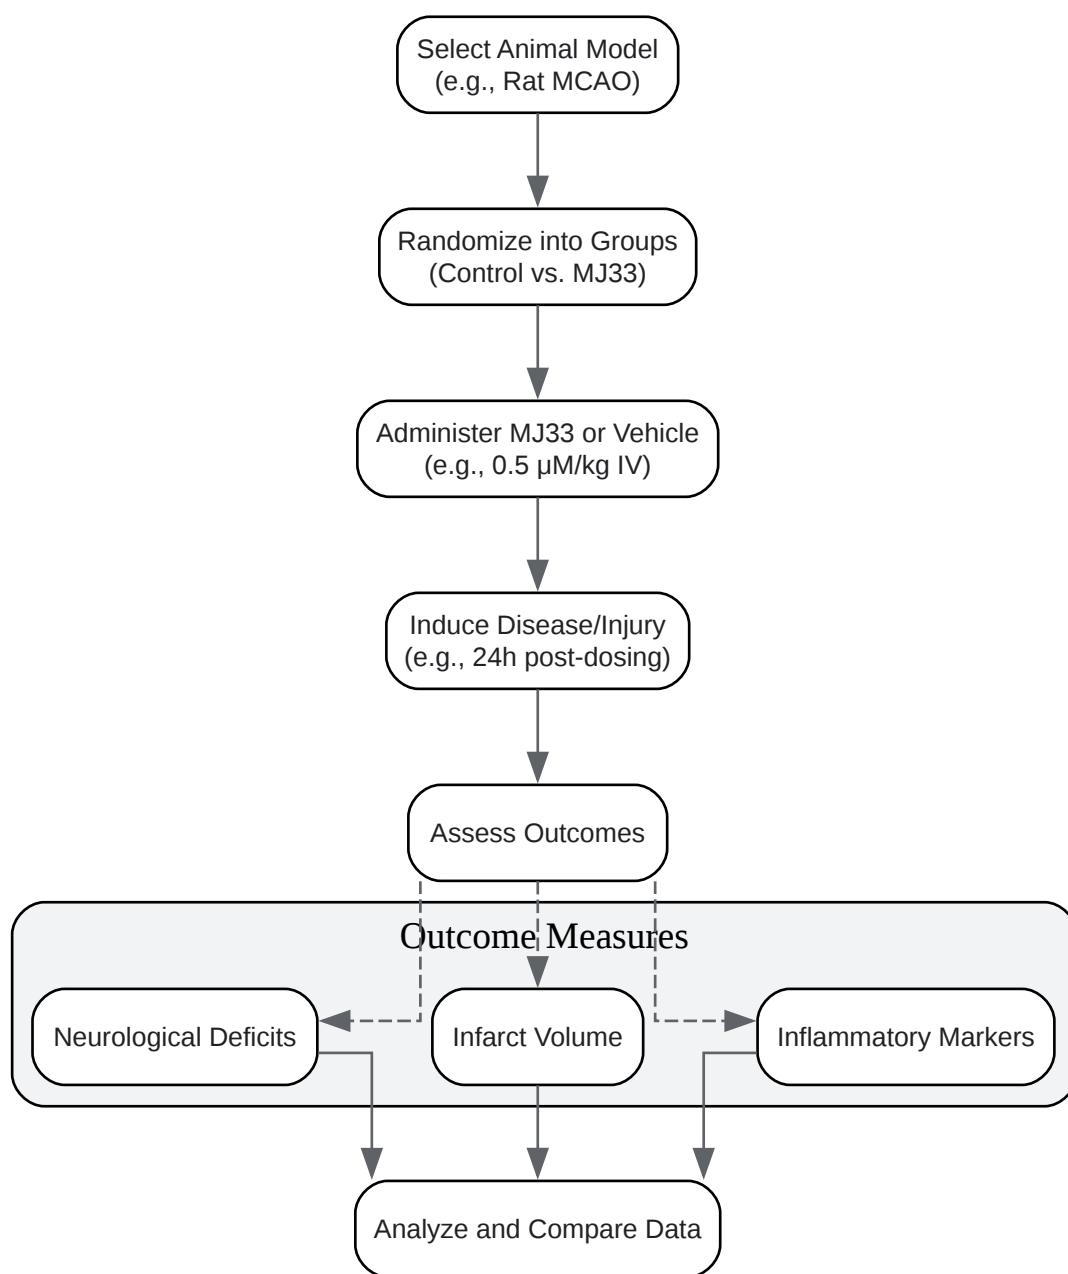 Select Animal Model
(e.g., Rat MCAO)
Randomize into Groups
(Control vs. MJ33)
Administer MJ33 or Vehicle
(e.g., 0.5 μM/kg IV)
Induce Disease/Injury
(e.g., 24h post-dosing)
Assess Outcomes
Outcome Measures
Neurological Deficits
Infarct Volume
Inflammatory Markers
Analyze and Compare Data